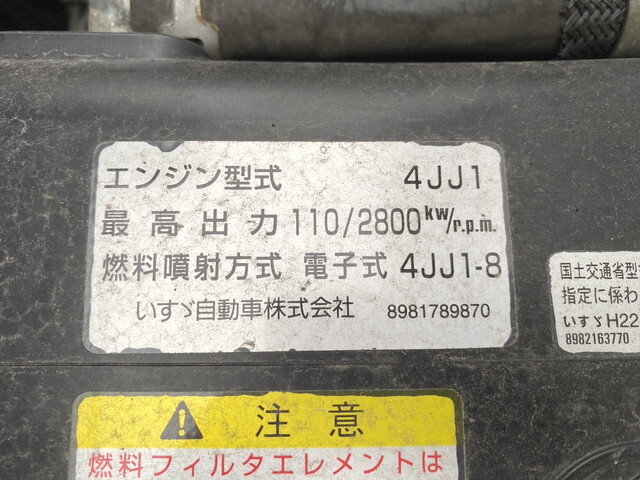 エンジン型式 4JJ1
最高出力 110/2800kw/r.p.m.
燃料噴射方式 電子式 4JJ1-8
いすゞ自動車株式会社 8981789870
国土交通省型
指定に係わ
いすゞH22
8982163770
注意
燃料フィルタエレメントは